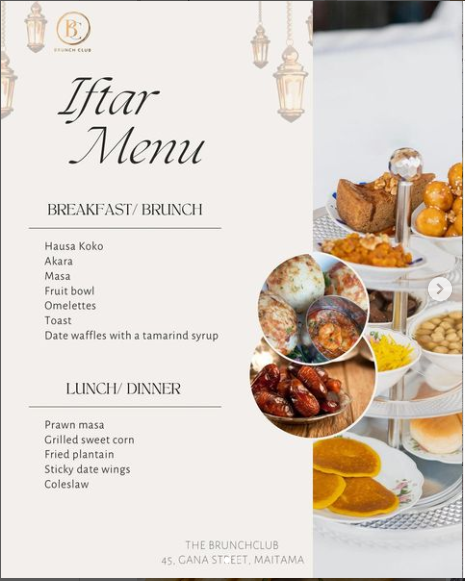 BC
BRUNCH CLUB
Iftar
Menu
BREAKFAST/ BRUNCH
Hausa Koko
Akara
Masa
Fruit bowl
Omelettes
Toast
Date waffles with a tamarind syrup
LUNCH/ DINNER
Prawn masa
Grilled sweet corn
Fried plantain
Sticky date wings
Coleslaw
THE BRUNCHCLUB
45, GANA STREET, MAITAMA